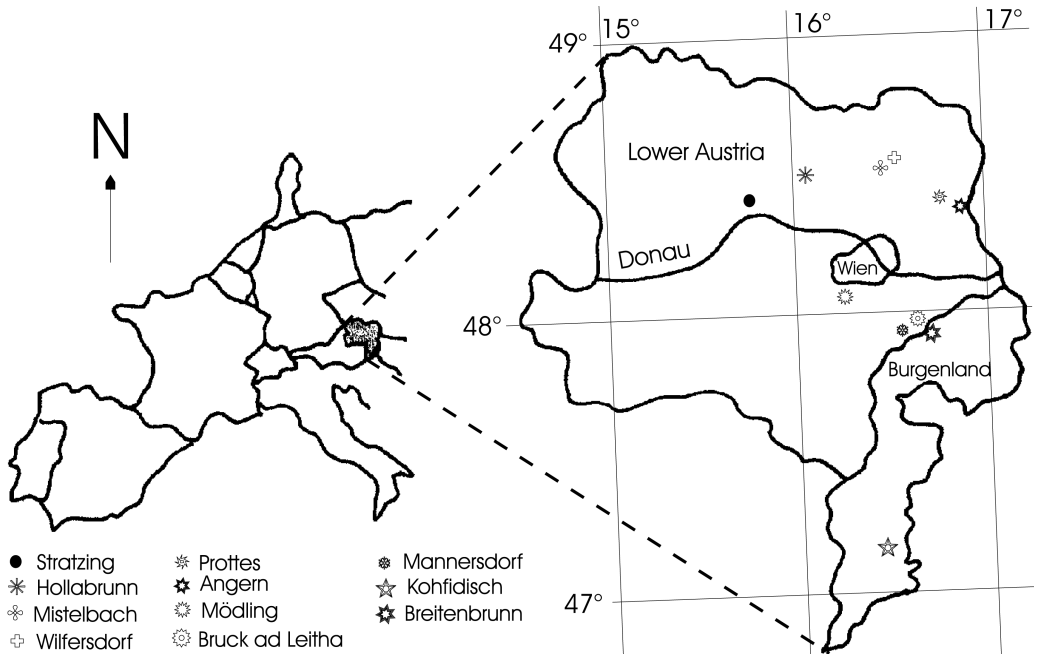 15°
16°
17°
49°
N
Lower Austria
Donau
Wien
48°
Burgenland
47°
Stratzing
Hollabrunn
Mistelbach
Wilfersdorf
Prottes
Angern
Mödling
Bruck ad Leitha
Mannersdorf
Kohfidisch
Breitenbrunn